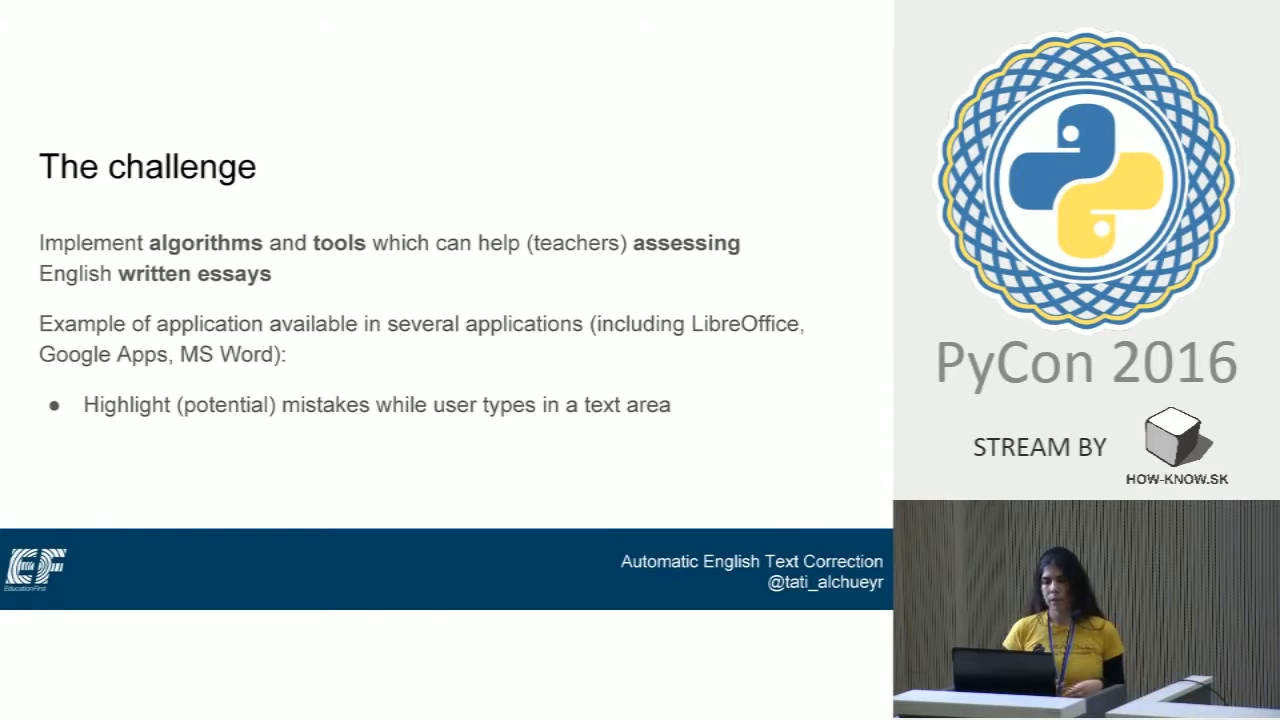 The challenge
Implement algorithms and tools which can help (teachers) assessing
English written essays
Example of application available in several applications (including LibreOffice,
Google Apps, MS Word):
● Highlight (potential) mistakes while user types in a text area
EF
EducationFirst
Automatic English Text Correction
@tati_alchueyr
PyCon 2016
STREAM BY
HOW-KNOW.SK